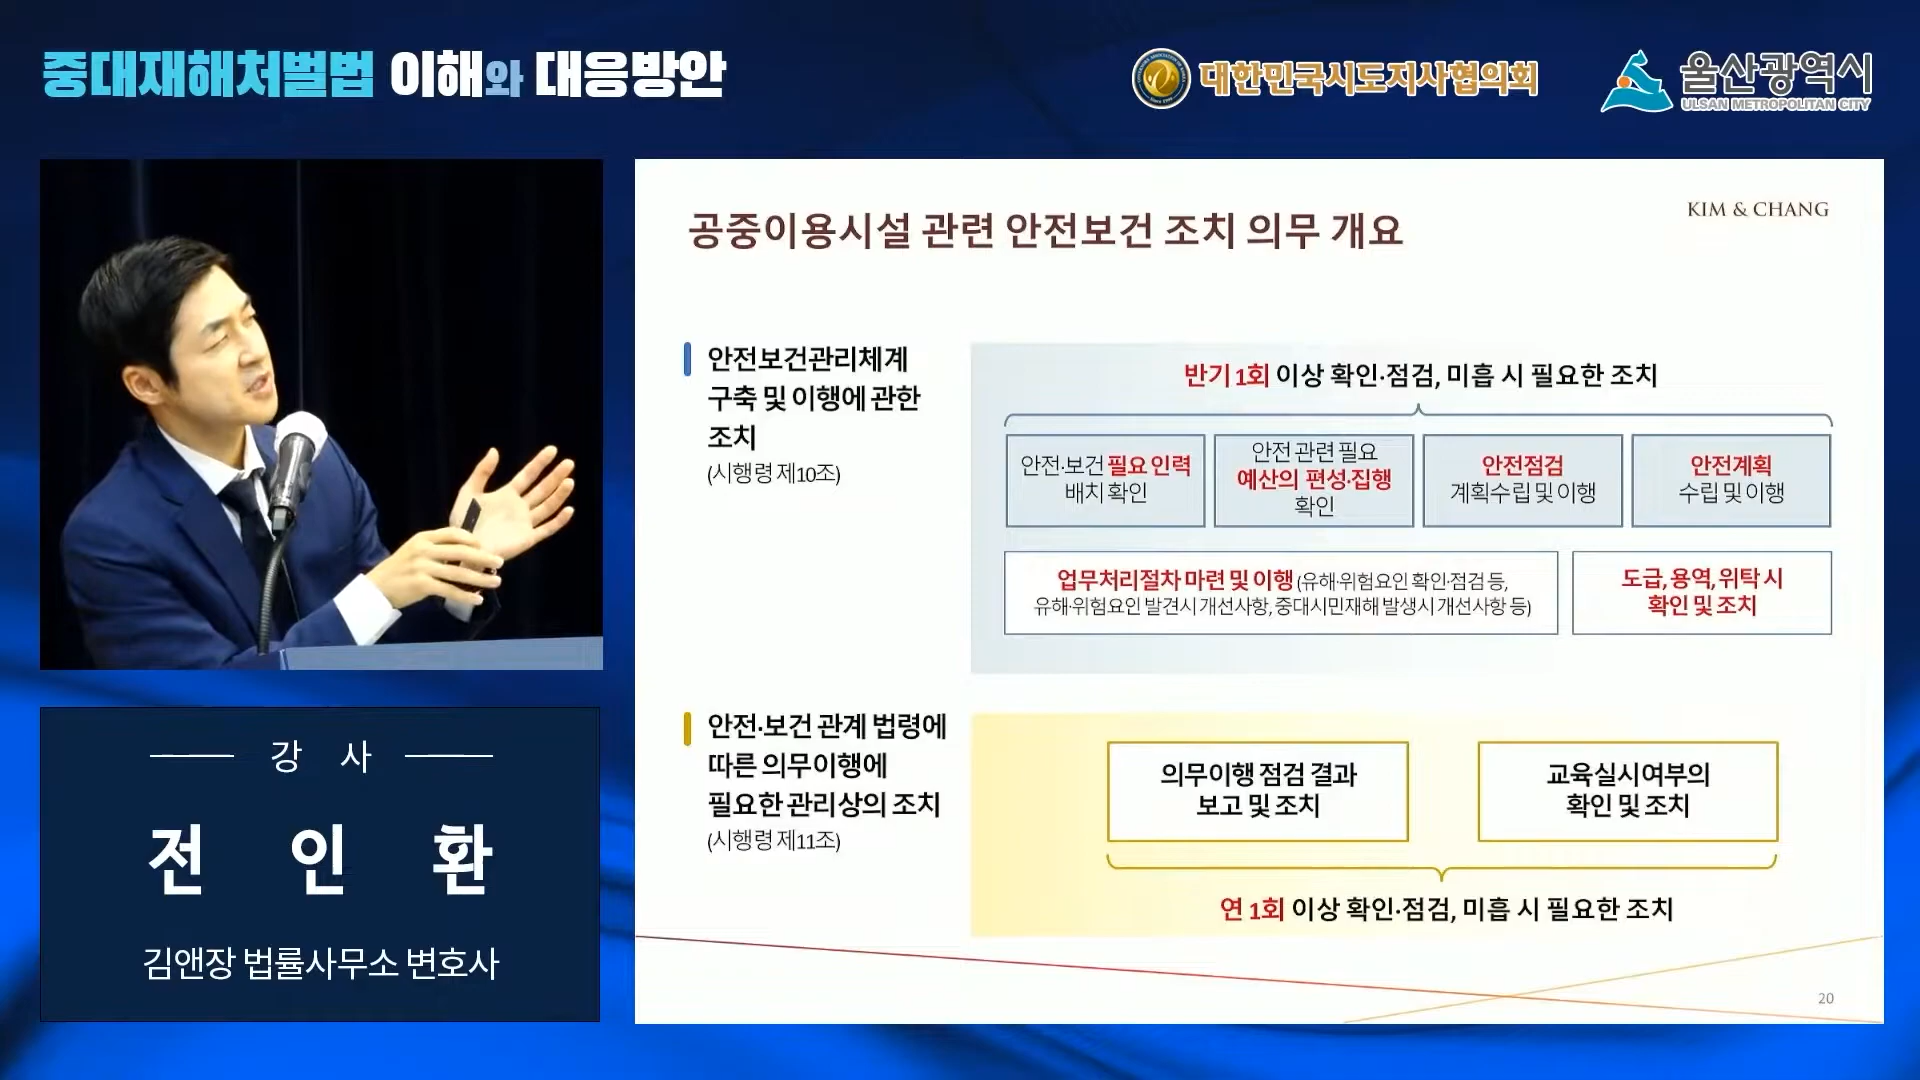 중대재해처벌법 이해와 대응방안
대한민국시도지사협의회
울산광역시
ULSAN METROPOLITAN CITY
강 사
전 인 환
김앤장 법률사무소 변호사
KIM & CHANG
공중이용시설 관련 안전보건 조치 의무 개요
안전보건관리체계
구축 및 이행에 관한
조치
(시행령 제10조)
반기 1회 이상 확인·점검, 미흡 시 필요한 조치
안전·보건 필요 인력
배치 확인
안전 관련 필요
예산의 편성·집행
확인
안전점검
계획수립 및 이행
안전계획
수립 및 이행
업무처리절차 마련 및 이행 (유해·위험요인 확인·점검 등,
유해·위험요인 발견시 개선사항, 중대시민재해 발생시 개선사항 등)
도급, 용역, 위탁 시
확인 및 조치
안전·보건 관계 법령에
따른 의무이행에
필요한 관리상의 조치
(시행령 제11조)
의무이행 점검 결과
보고 및 조치
교육실시여부의
확인 및 조치
연 1회 이상 확인·점검, 미흡 시 필요한 조치
20